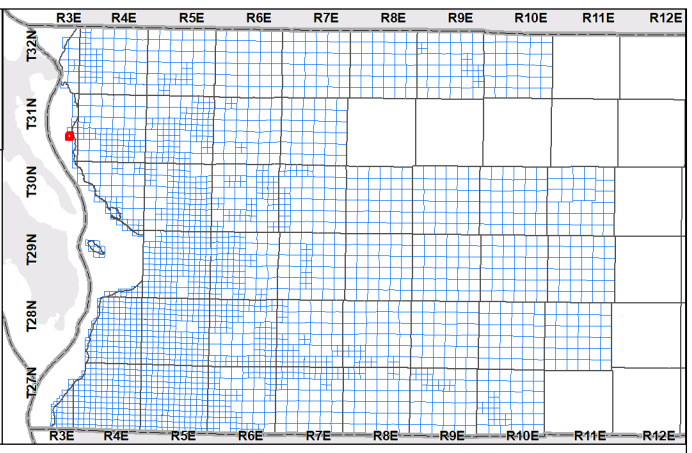 R3E R4E R5E R6E R7E R8E R9E R10E R11E R12E
T32N
T31N
T30N
T29N
T28N
T27N
R3E R4E R5E R6E R7E R8E R9E R10E R11E R12E